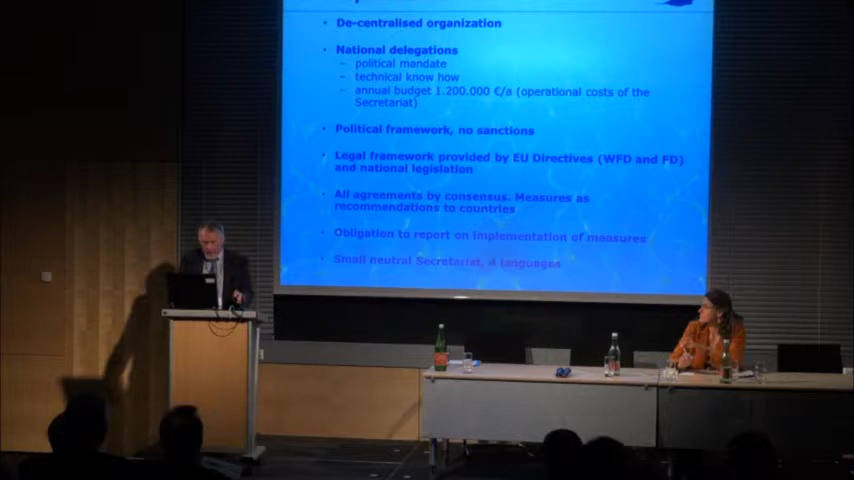 • De-centralised organization
• National delegations
– political mandate
– technical know how
– annual budget 1.200.000 €/a (operational costs of the
Secretariat)
• Political framework, no sanctions
• Legal framework provided by EU Directives (WFD and FD)
and national legislation
• All agreements by consensus. Measures as
recommendations to countries
• Obligation to report on implementation of measures
• Small neutral Secretariat, 4 languages